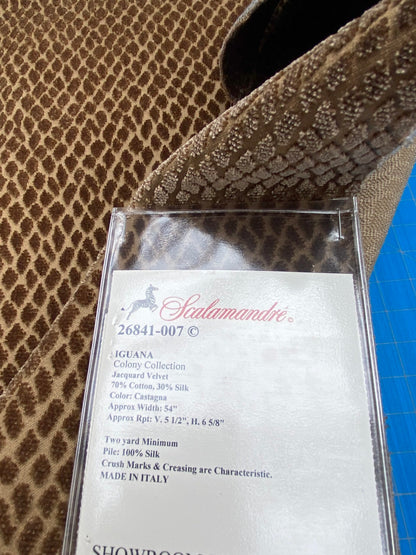 Scalamandre®
26841-007 ©
IGUANA
Colony Collection
Jacquard Velvet
70% Cotton, 30% Silk
Color: Castagna
Approx Width: 54"
Approx Rpt: V. 5 1/2", H. 6 5/8"
Two yard Minimum
Pile: 100% Silk
Crush Marks & Creasing are Characteristic.
MADE IN ITALY